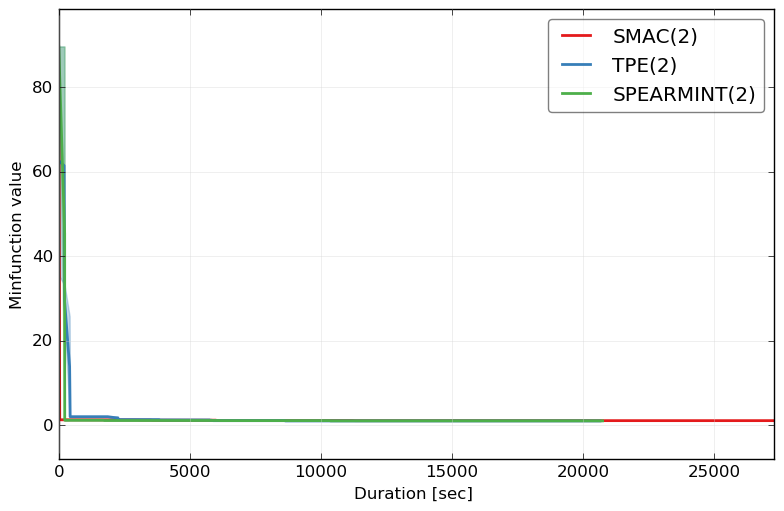 SMAC(2)
TPE(2)
SPEARMINT(2)
80
60
40
20
0
Minfunction value
0 5000 10000 15000 20000 25000
Duration [sec]